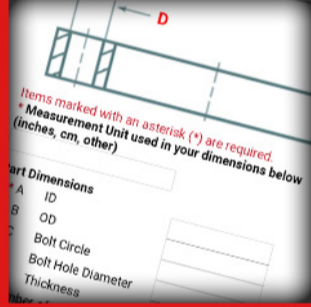 D
Items marked with an asterisk (*) are required.
* Measurement Unit used in your dimensions below
(inches, cm, other)
Part Dimensions
* A ID
B OD
Bolt Circle
Bolt Hole Diameter
Thickness